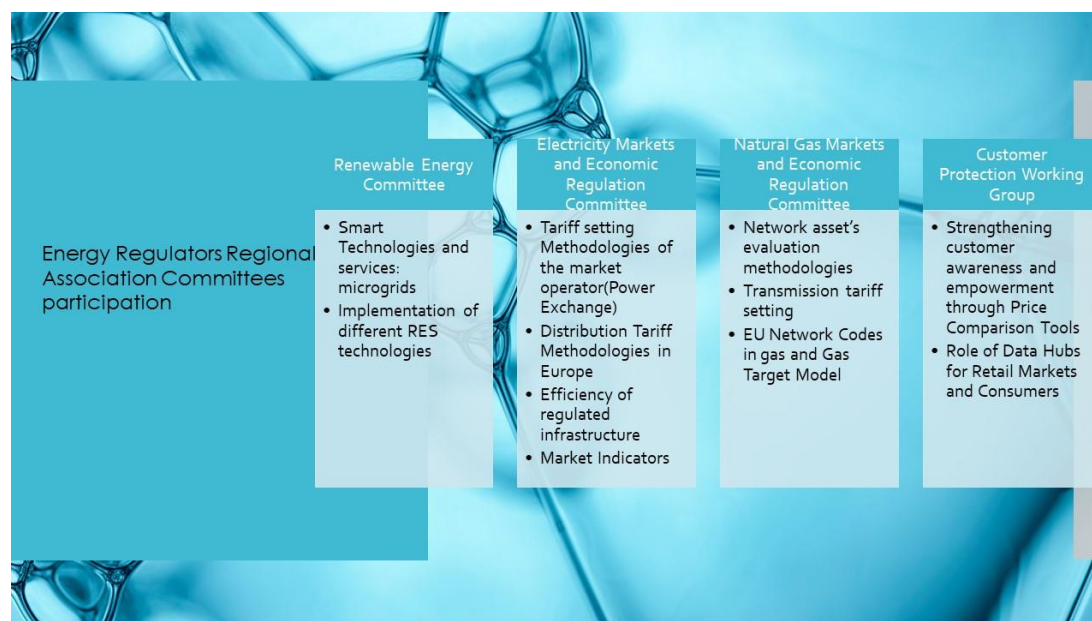 Energy Regulators Regional
Association Committees
participation
Renewable Energy
Committee
• Smart
Technologies and
services:
microgrids
• Implementation of
different RES
technologies
Electricity Markets
and Economic
Regulation
Committee
• Tariff setting
Methodologies of
the market
operator(Power
Exchange)
• Distribution Tariff
Methodologies in
Europe
• Efficiency of
regulated
infrastructure
• Market Indicators
Natural Gas Markets
and Economic
Regulation
Committee
• Network asset’s
evaluation
methodologies
• Transmission tariff
setting
• EU Network Codes
in gas and Gas
Target Model
Customer
Protection Working
Group
• Strengthening
customer
awareness and
empowerment
through Price
Comparison Tools
• Role of Data Hubs
for Retail Markets
and Consumers